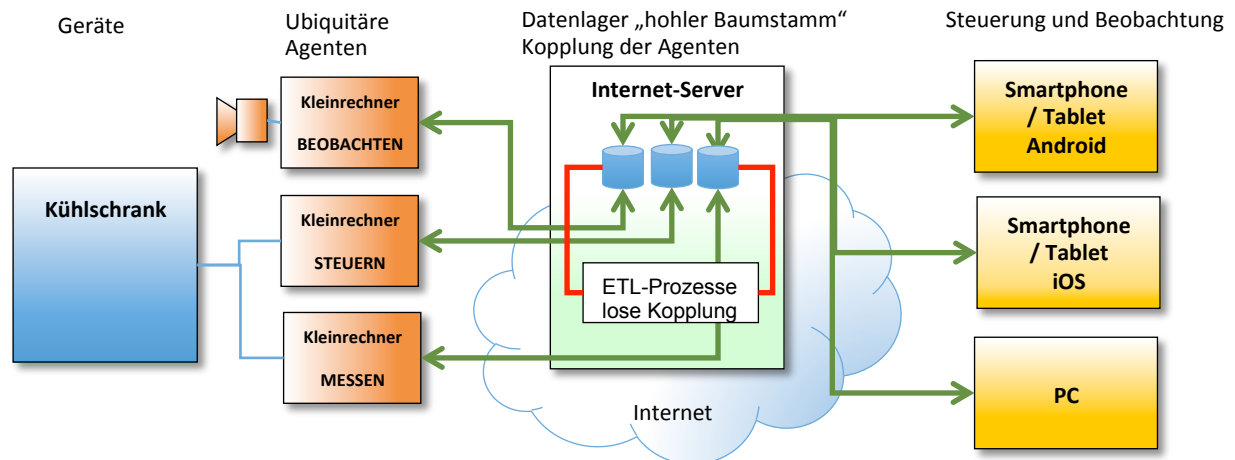 Geräte
Ubiquitäre
Agenten
Datenlager „hohler Baumstamm“
Kopplung der Agenten
Steuerung und Beobachtung
Kühlschrank
Kleinrechner
BEOBACHTEN
Kleinrechner
STEUERN
Kleinrechner
MESSEN
Internet-Server
ETL-Prozesse
lose Kopplung
Internet
Smartphone
/ Tablet
Android
Smartphone
/ Tablet
iOS
PC